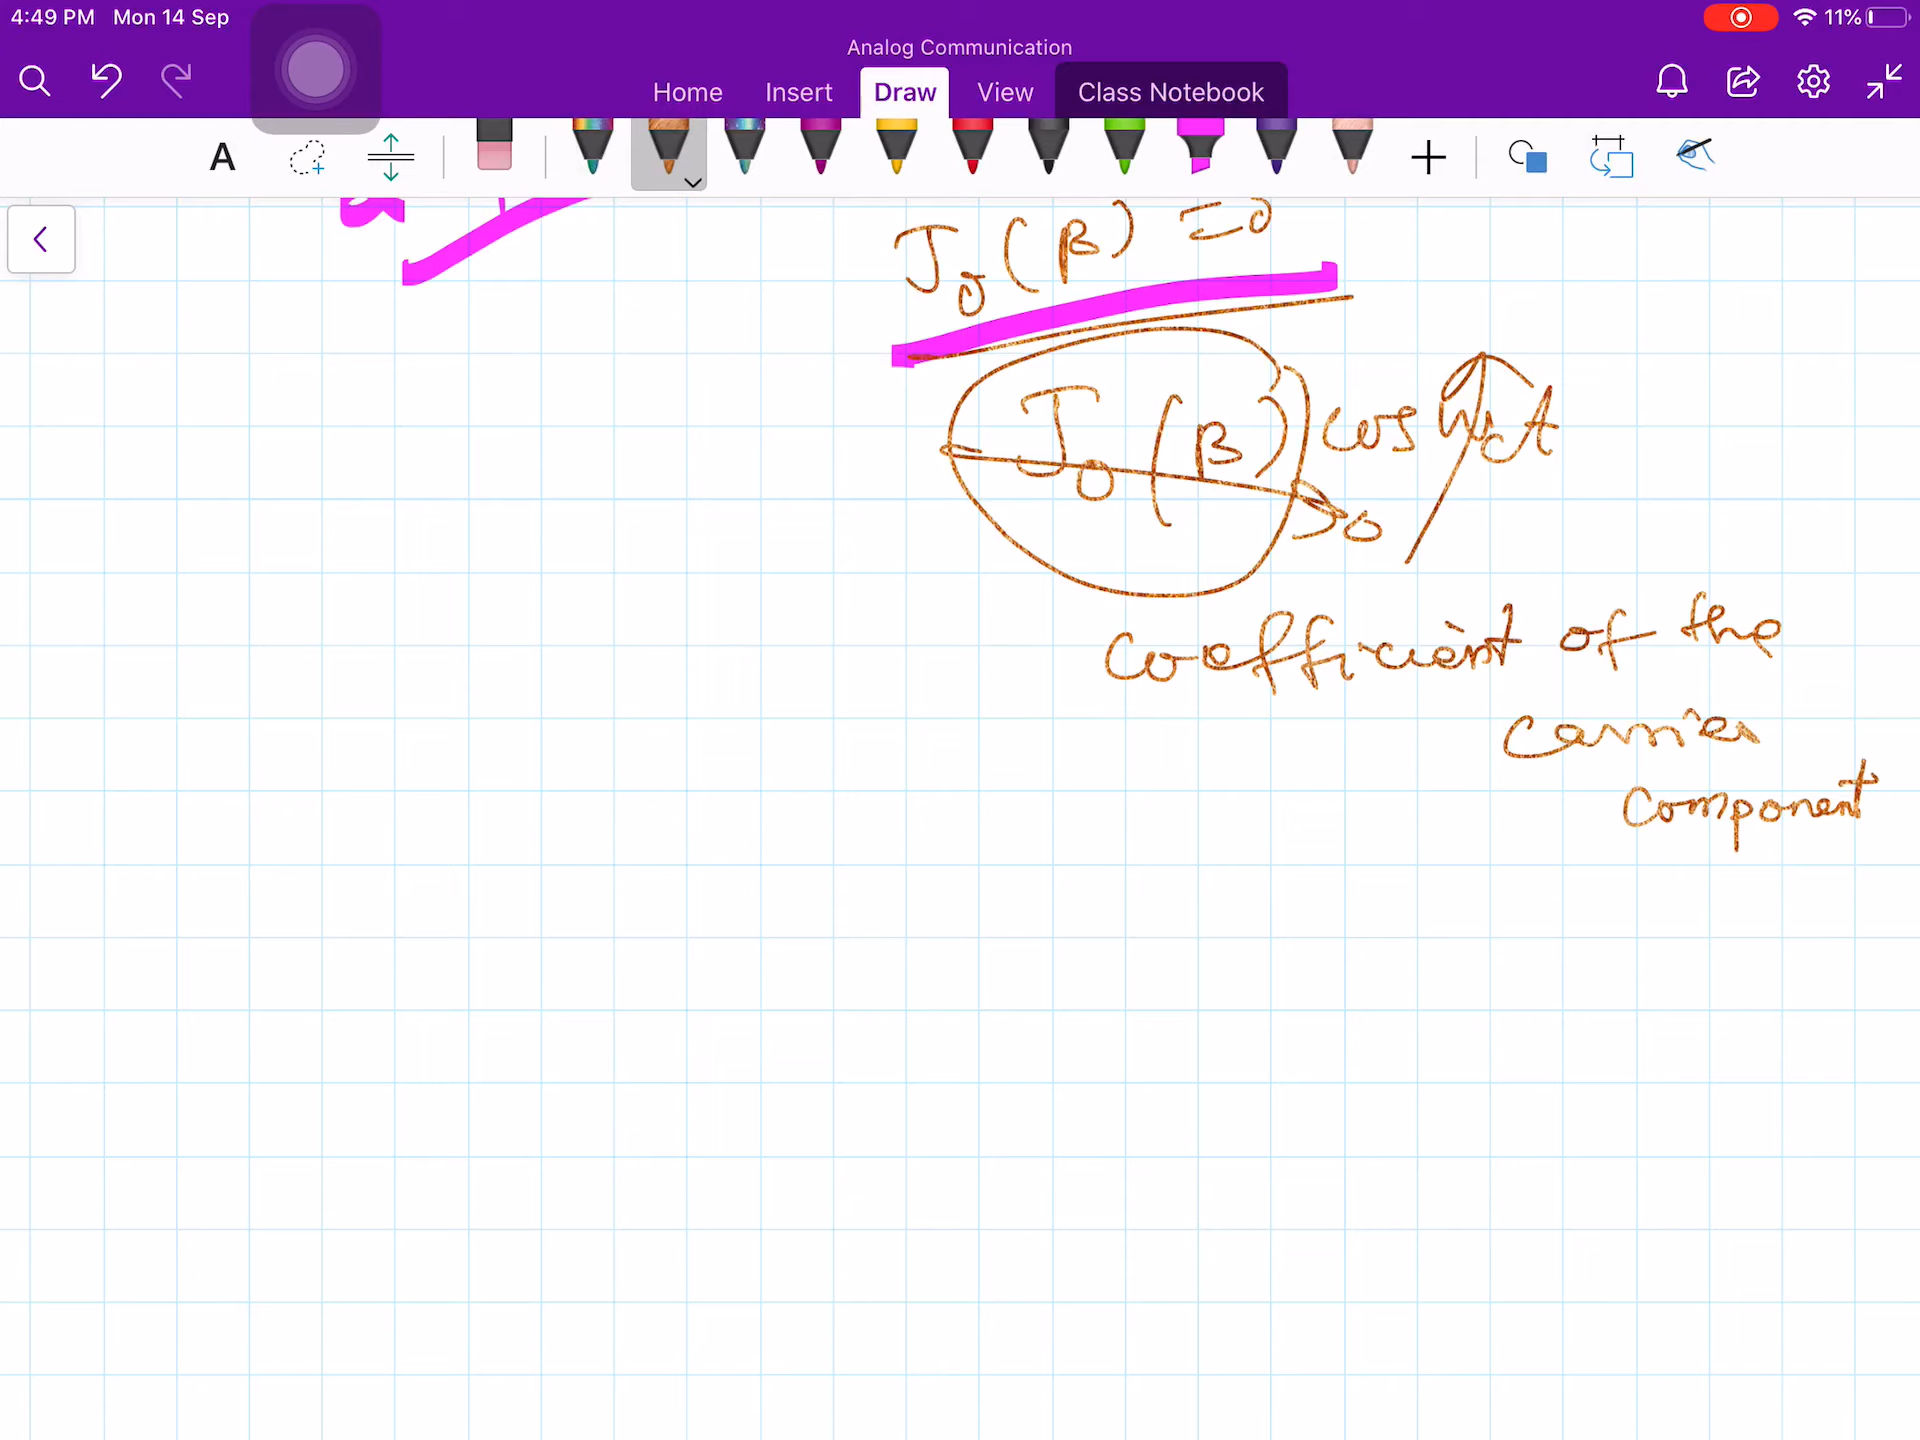 4:49 PM Mon 14 Sep
11%
Analog Communication
Home Insert Draw View Class Notebook
A
J₀(β) = 0
J₀(β) cos ω꜀t
0
coefficient of the
carrier
component